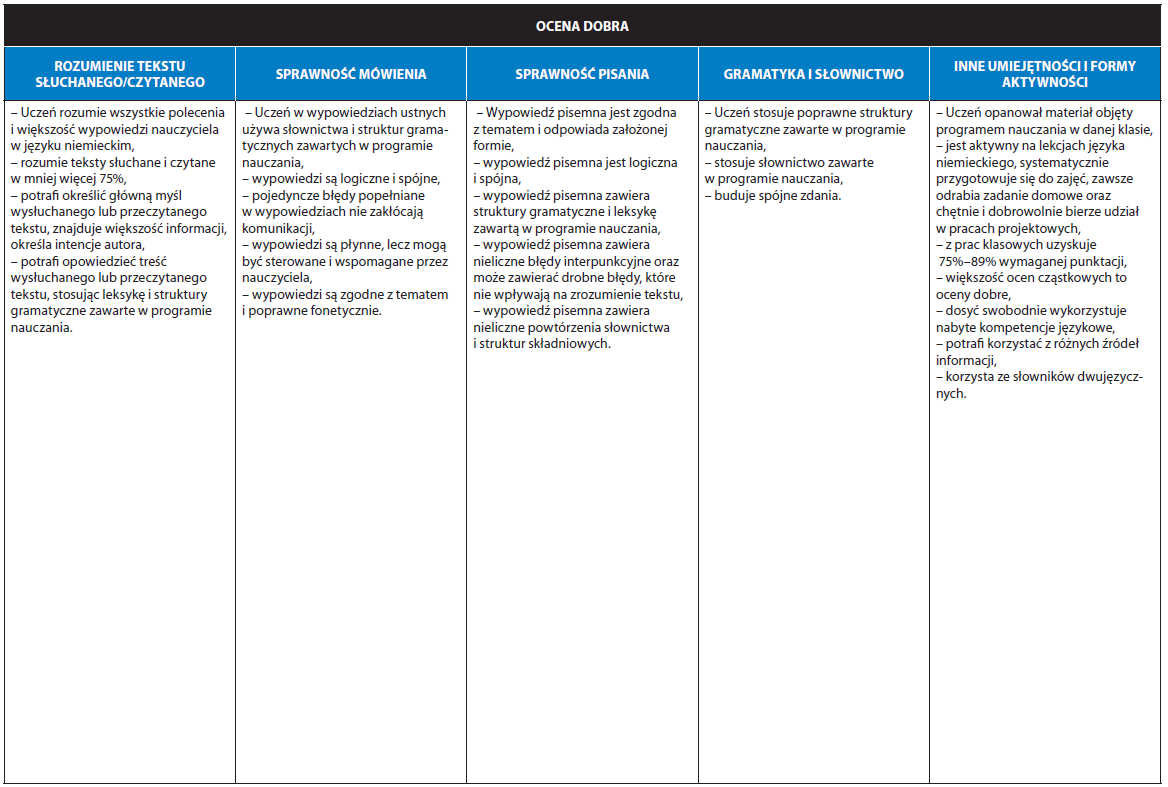 OCENA DOBRA
ROZUMIENIE TEKSTU
SŁUCHANEGO/CZYTANEGO
SPRAWNOŚĆ MÓWIENIA
SPRAWNOŚĆ PISANIA
GRAMATYKA I SŁOWNICTWO
INNE UMIEJĘTNOŚCI I FORMY
AKTYWNOŚCI
– Uczeń rozumie wszystkie polecenia
i większość wypowiedzi nauczyciela
w języku niemieckim,
– rozumie teksty słuchane i czytane
w mniej więcej 75%,
– potrafi określić główną myśl
wysłuchanego lub przeczytanego
tekstu, znajduje większość informacji,
określa intencje autora,
– potrafi opowiedzieć treść
wysłuchanego lub przeczytanego
tekstu, stosując leksykę i struktury
gramatyczne zawarte w programie
nauczania.
– Uczeń w wypowiedziach ustnych
używa słownictwa i struktur grama-
tycznych zawartych w programie
nauczania,
– wypowiedzi są logiczne i spójne,
– pojedyncze błędy popełniane
w wypowiedziach nie zakłócają
komunikacji,
– wypowiedzi są płynne, lecz mogą
być sterowane i wspomagane przez
nauczyciela,
– wypowiedzi są zgodne z tematem
i poprawne fonetycznie.
– Wypowiedź pisemna jest zgodna
z tematem i odpowiada założonej
formie,
– wypowiedź pisemna jest logiczna
i spójna,
– wypowiedź pisemna zawiera
struktury gramatyczne i leksykę
zawartą w programie nauczania,
– wypowiedź pisemna zawiera
nieliczne błędy interpunkcyjne oraz
może zawierać drobne błędy, które
nie wpływają na zrozumienie tekstu,
– wypowiedź pisemna zawiera
nieliczne powtórzenia słownictwa
i struktur składniowych.
– Uczeń stosuje poprawne struktury
gramatyczne zawarte w programie
nauczania,
– stosuje słownictwo zawarte
w programie nauczania,
– buduje spójne zdania.
– Uczeń opanował materiał objęty
programem nauczania w danej klasie,
– jest aktywny na lekcjach języka
niemieckiego, systematycznie
przygotowuje się do zajęć, zawsze
odrabia zadanie domowe oraz
chętnie i dobrowolnie bierze udział
w pracach projektowych,
– z prac klasowych uzyskuje
75%–89% wymaganej punktacji,
– większość ocen cząstkowych to
oceny dobre,
– dosyć swobodnie wykorzystuje
nabyte kompetencje językowe,
– potrafi korzystać z różnych źródeł
informacji,
– korzysta ze słowników dwujęzycz-
nych.